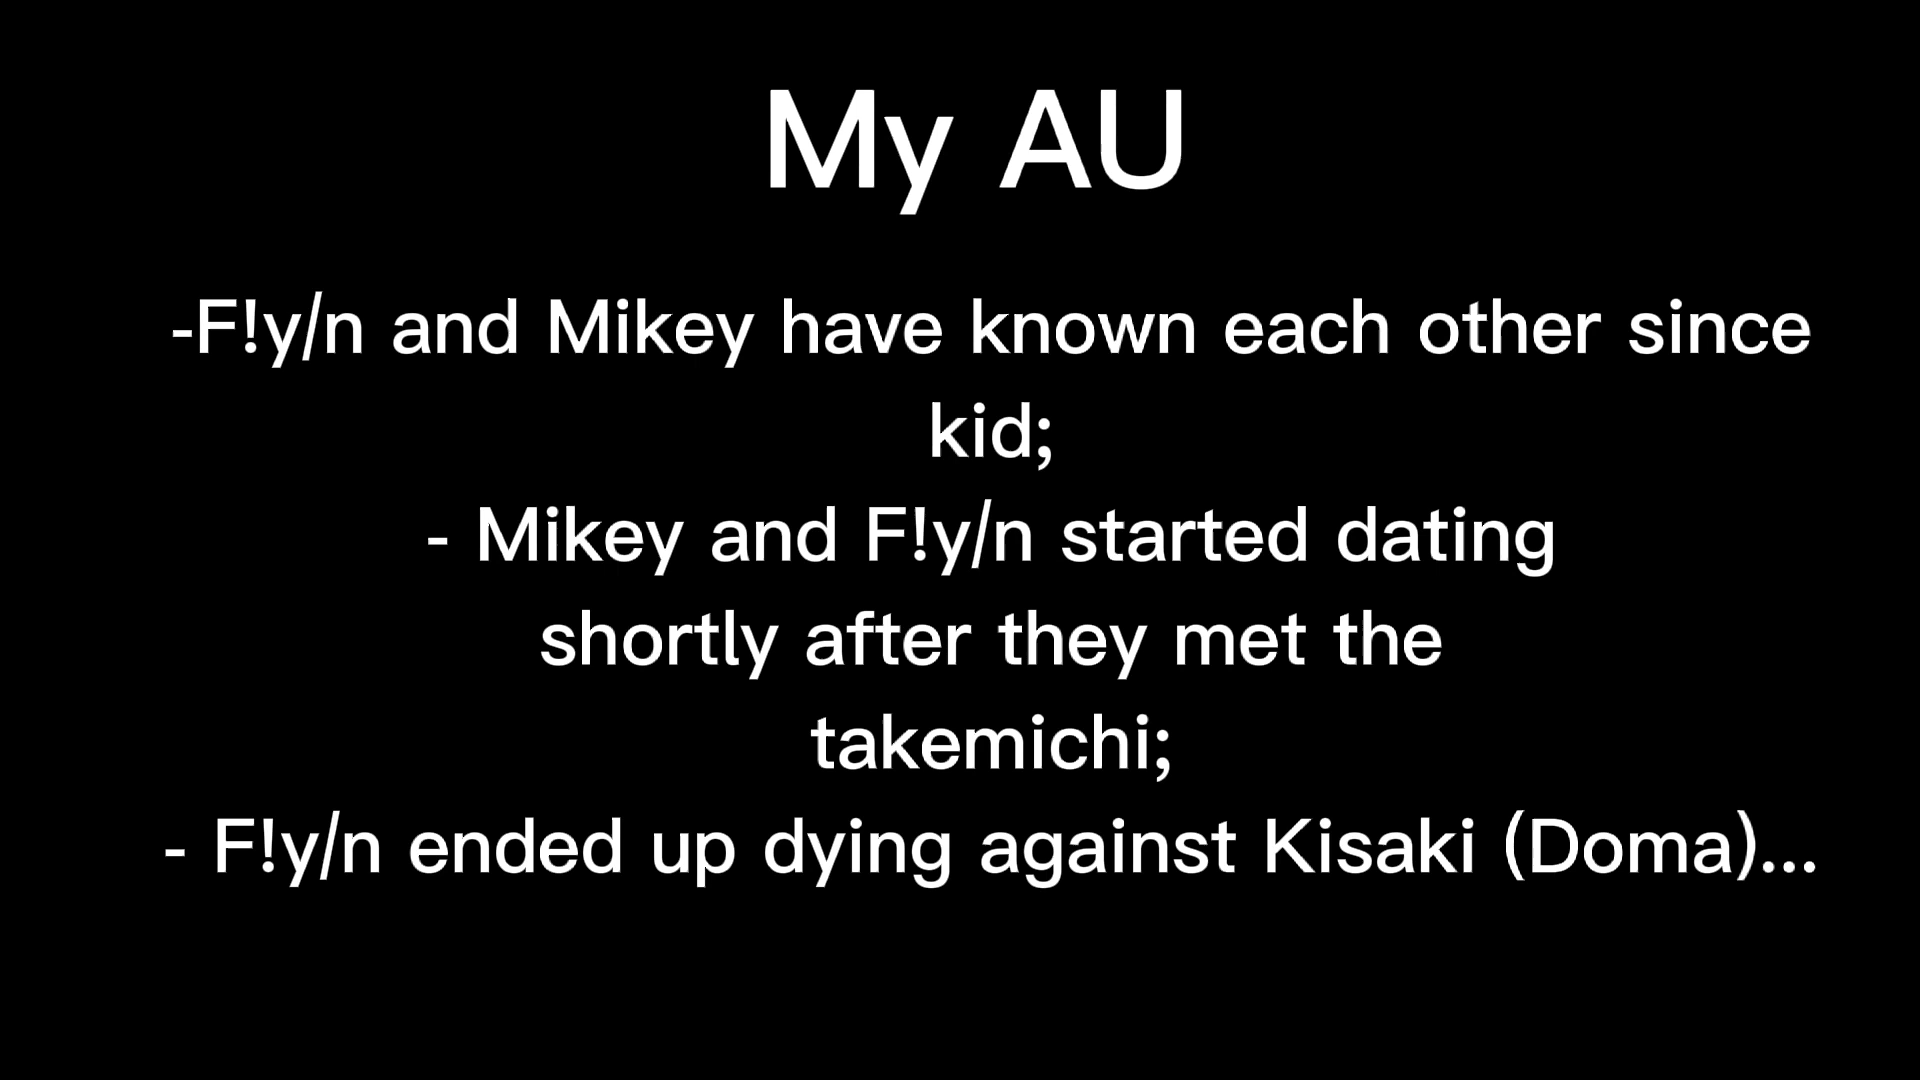 My AU
-F!y/n and Mikey have known each other since
kid;
- Mikey and F!y/n started dating
shortly after they met the
takemichi;
- F!y/n ended up dying against Kisaki (Doma)...